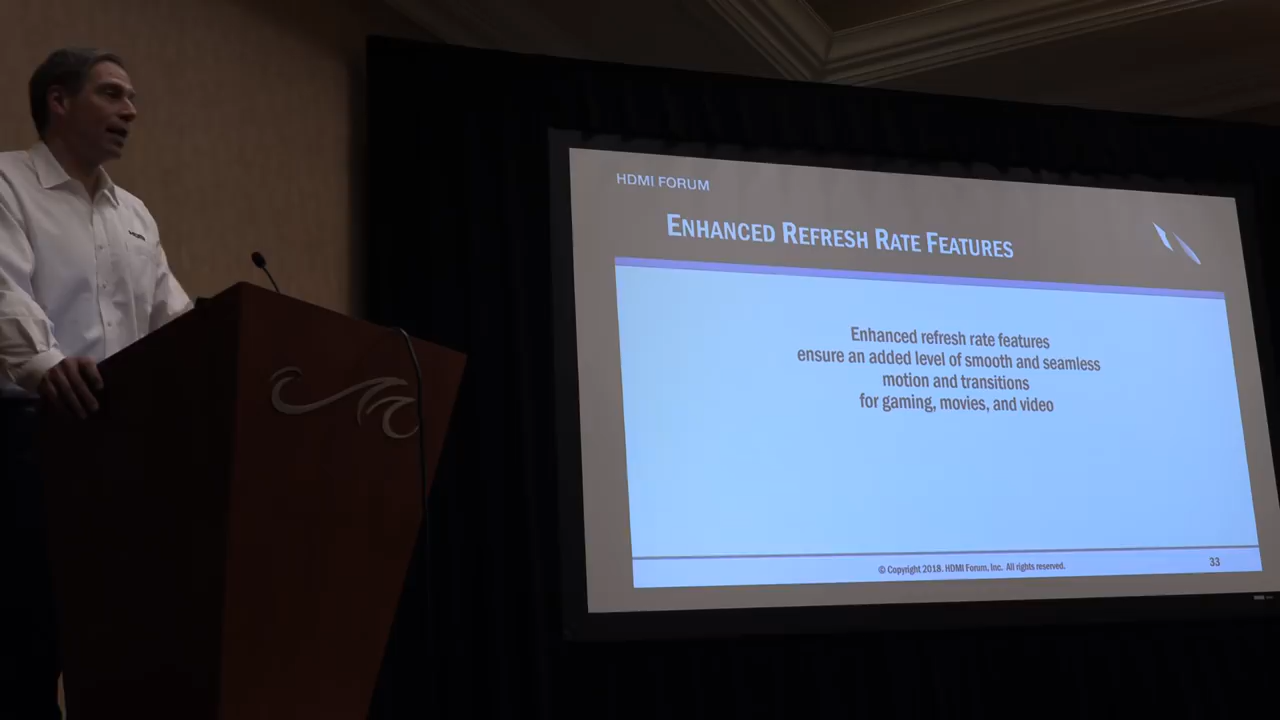 HDMI FORUM
ENHANCED REFRESH RATE FEATURES
Enhanced refresh rate features
ensure an added level of smooth and seamless
motion and transitions
for gaming, movies, and video
© Copyright 2018. HDMI Forum, Inc. All rights reserved.
33